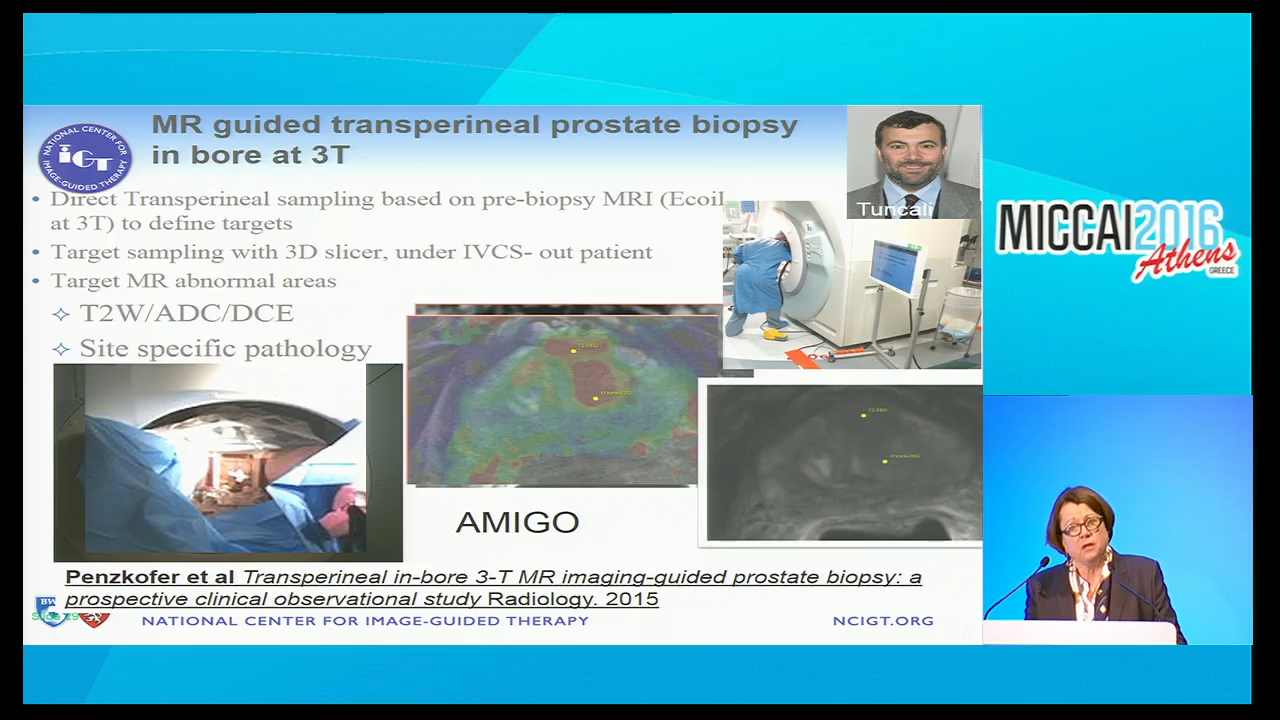 MR guided transperineal prostate biopsy
in bore at 3T
NATIONAL CENTER FOR
IGT
IMAGE-GUIDED THERAPY
• Direct Transperineal sampling based on pre-biopsy MRI (Ecoil
at 3T) to define targets
• Target sampling with 3D slicer, under IVCS- out patient
• Target MR abnormal areas
✧ T2W/ADC/DCE
✧ Site specific pathology
Tuncali
AMIGO
Penzkofer et al Transperineal in-bore 3-T MR imaging-guided prostate biopsy: a
prospective clinical observational study Radiology. 2015
BW
Slide 29
NATIONAL CENTER FOR IMAGE-GUIDED THERAPY
NCIGT.ORG
MICCAI2016
Athens
GREECE